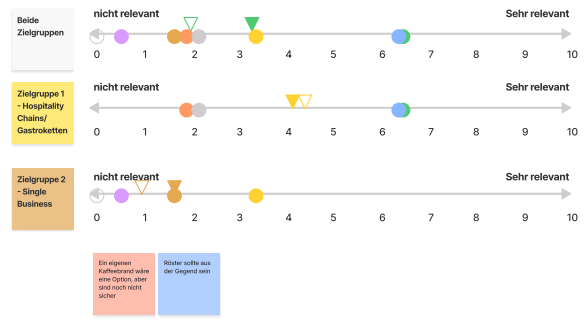 Beide
Zielgruppen
nicht relevant
Sehr relevant
0 1 2 3 4 5 6 7 8 9 10
Zielgruppe 1
- Hospitality
Chains/
Gastroketten
nicht relevant
Sehr relevant
0 1 2 3 4 5 6 7 8 9 10
Zielgruppe 2
- Single
Business
nicht relevant
Sehr relevant
0 1 2 3 4 5 6 7 8 9 10
Ein eigenen
Kaffeebrand wäre
eine Option, aber
sind noch nicht
sicher
Röster sollte aus
der Gegend sein